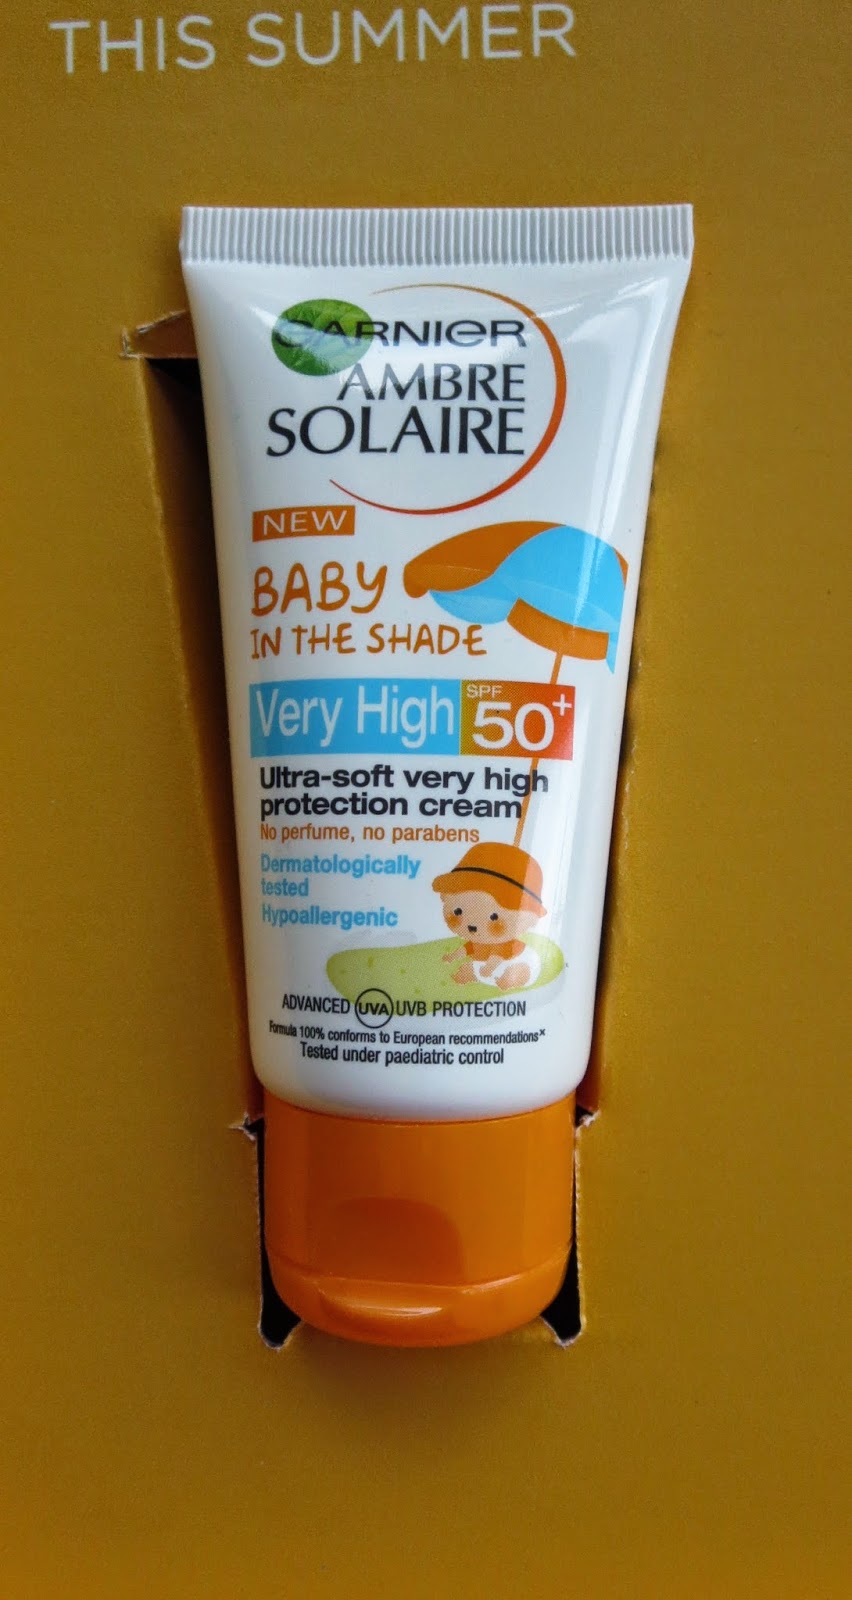 THIS SUMMER
GARNIER
AMBRE
SOLAIRE
NEW
BABY
IN THE SHADE
Very High SPF 50+
Ultra-soft very high
protection cream
No perfume, no parabens
Dermatologically
tested
Hypoallergenic
ADVANCED UVA UVB PROTECTION
Formula 100% conforms to European recommendations×
Tested under paediatric control